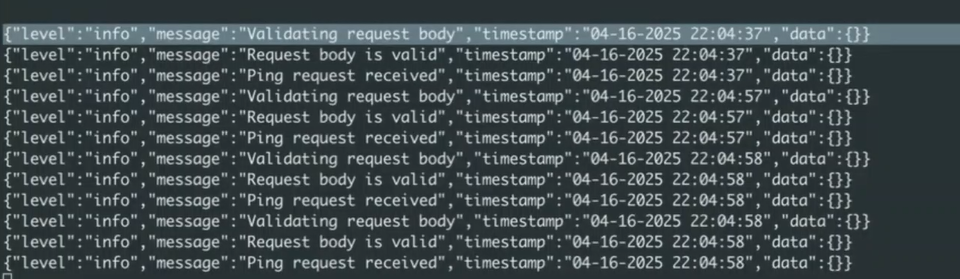 {"level":"info","message":"Validating request body","timestamp":"04-16-2025 22:04:37","data":{}}
{"level":"info","message":"Request body is valid","timestamp":"04-16-2025 22:04:37","data":{}}
{"level":"info","message":"Ping request received","timestamp":"04-16-2025 22:04:37","data":{}}
{"level":"info","message":"Validating request body","timestamp":"04-16-2025 22:04:57","data":{}}
{"level":"info","message":"Request body is valid","timestamp":"04-16-2025 22:04:57","data":{}}
{"level":"info","message":"Ping request received","timestamp":"04-16-2025 22:04:57","data":{}}
{"level":"info","message":"Validating request body","timestamp":"04-16-2025 22:04:58","data":{}}
{"level":"info","message":"Request body is valid","timestamp":"04-16-2025 22:04:58","data":{}}
{"level":"info","message":"Ping request received","timestamp":"04-16-2025 22:04:58","data":{}}
{"level":"info","message":"Validating request body","timestamp":"04-16-2025 22:04:58","data":{}}
{"level":"info","message":"Request body is valid","timestamp":"04-16-2025 22:04:58","data":{}}
{"level":"info","message":"Ping request received","timestamp":"04-16-2025 22:04:58","data":{}}